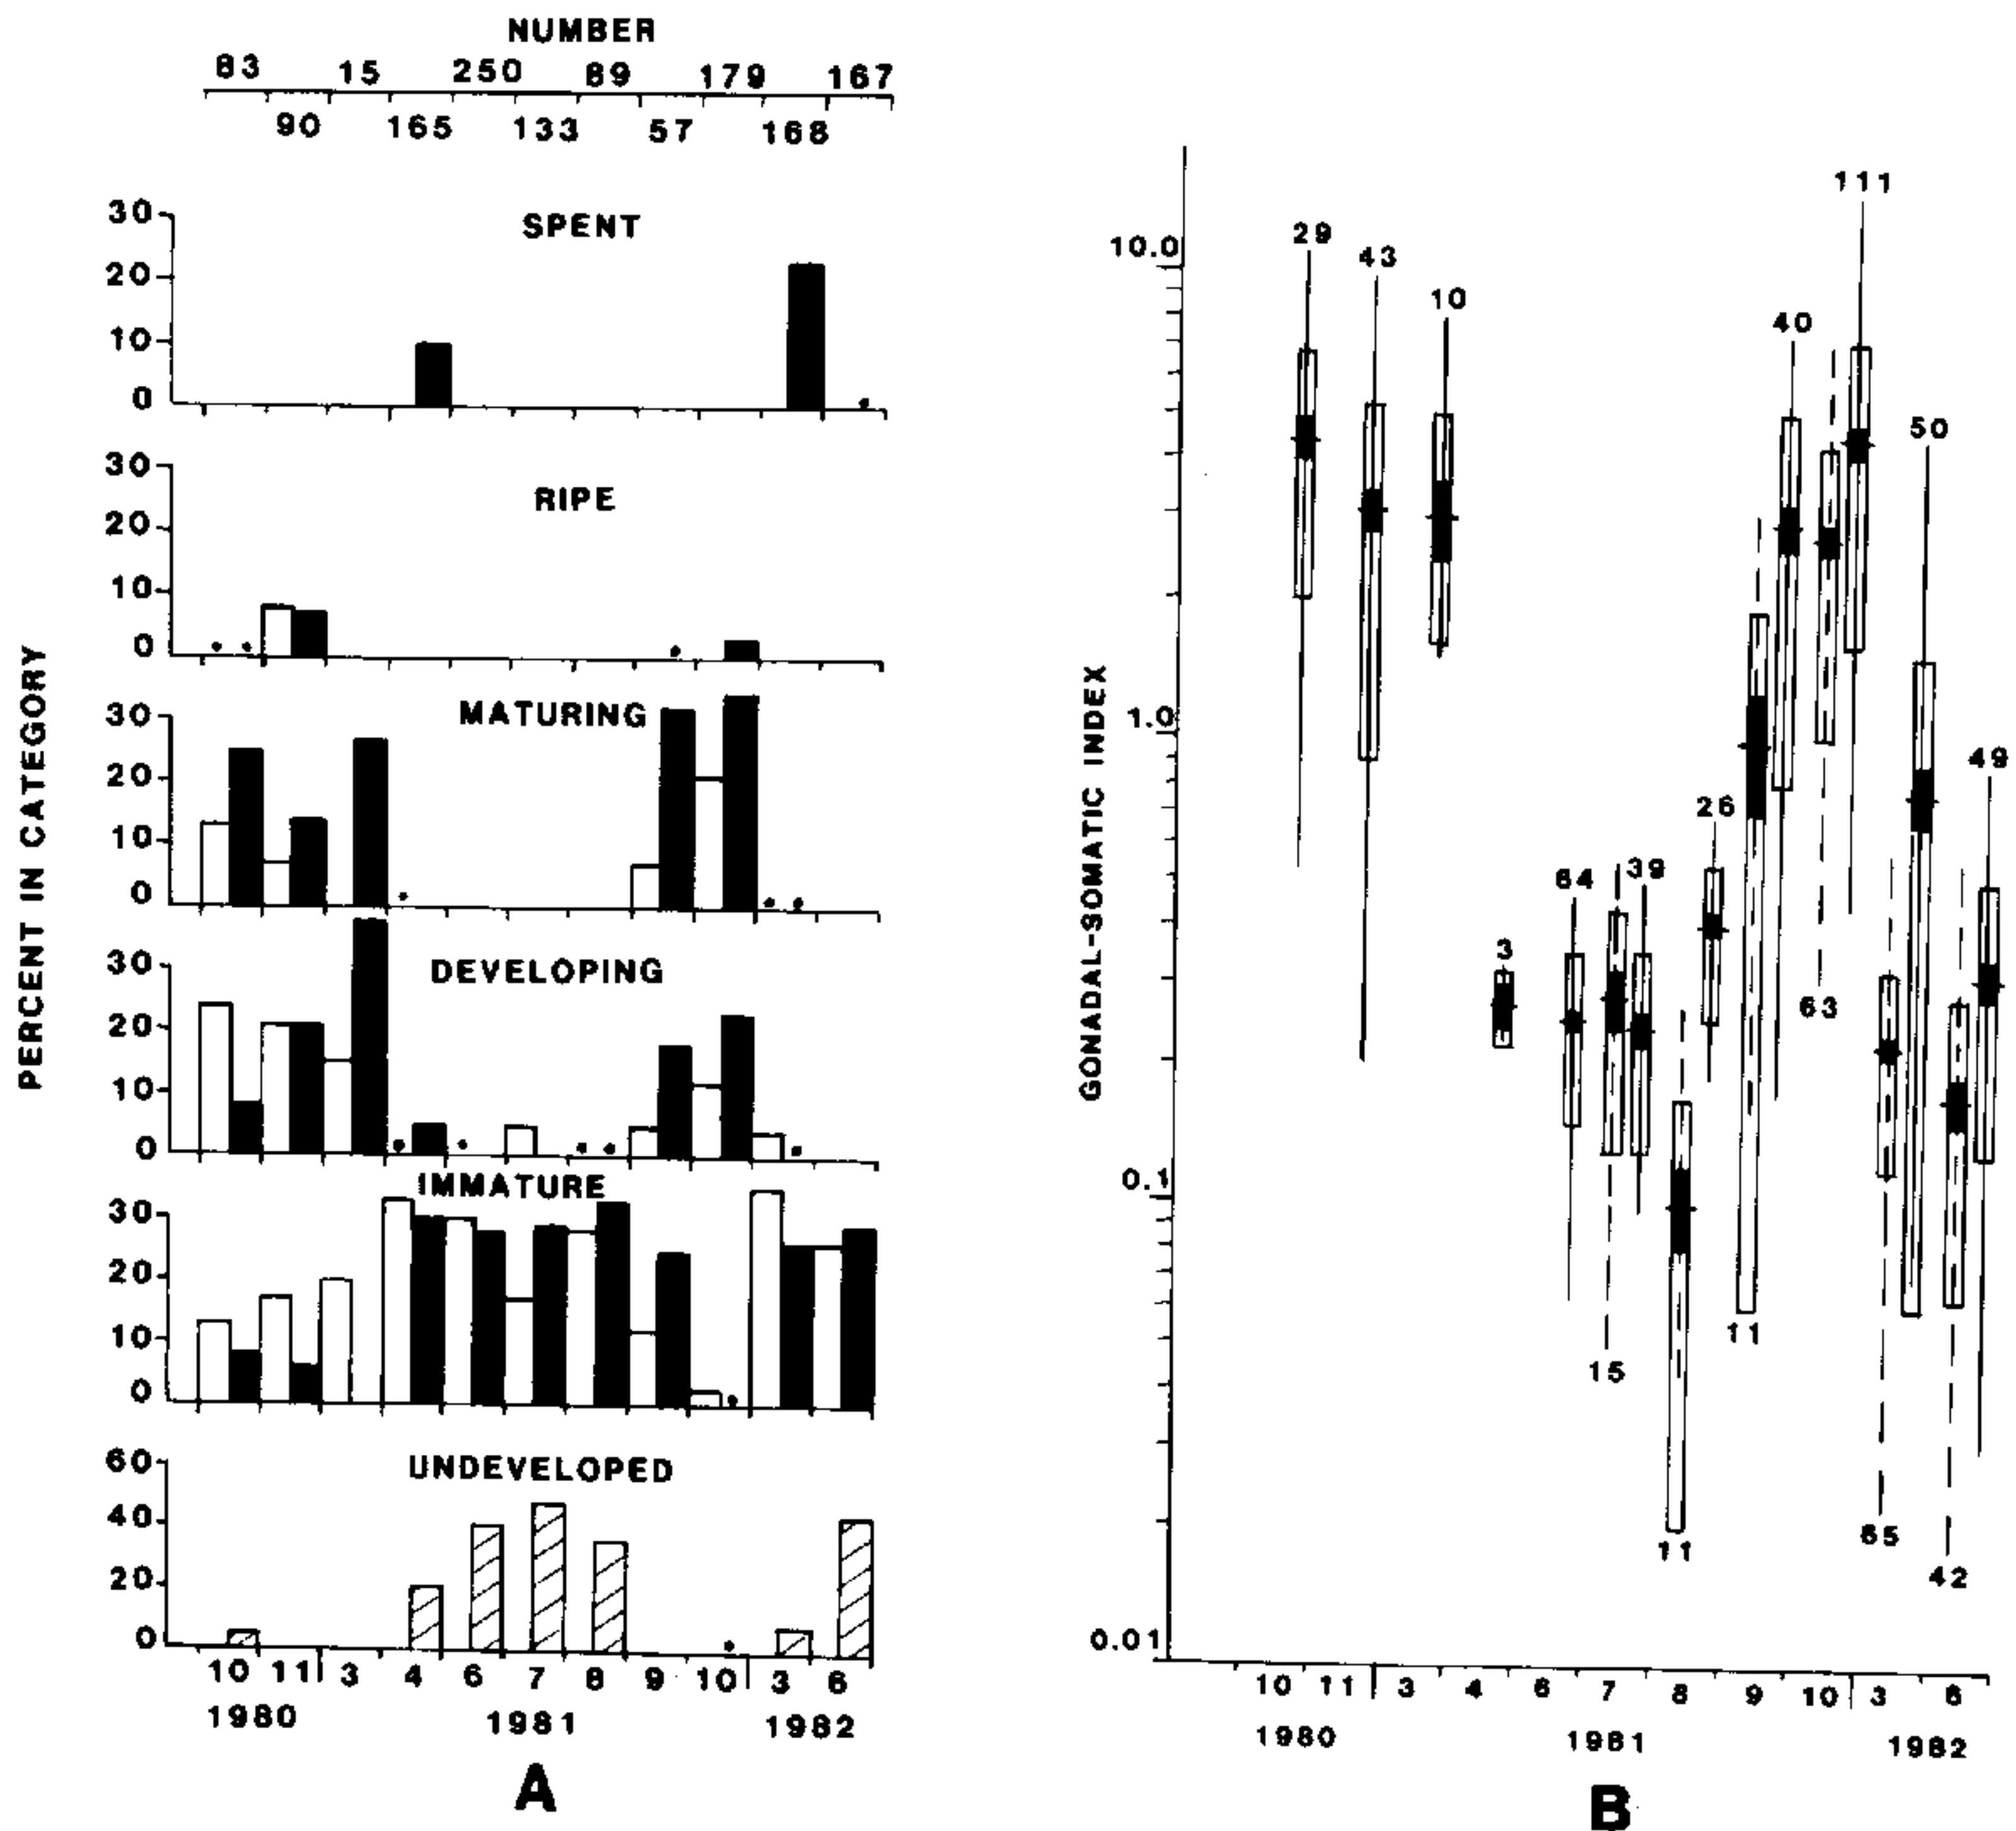 NUMBER
83 15 250 89 179 167
90 165 133 57 168
PERCENT IN CATEGORY
SPENT
30
20
10
0
RIPE
30
20
10
0
MATURING
30
20
10
0
DEVELOPING
30
20
10
0
IMMATURE
30
20
10
0
UNDEVELOPED
60
40
20
0
10 11 3 4 6 7 8 9 10 3 6
1980 1981 1982
A
GONADAL-SOMATIC INDEX
10.0
1.0
0.1
0.01
111
29
43
10
40
50
49
26
64
39
3
63
11
15
11
65
42
10 11 3 4 6 7 8 9 10 3 6
1980 1981 1982
B